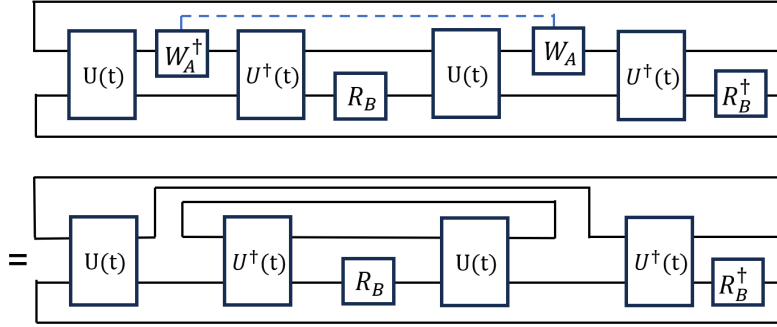 U(t) W_A^† U^†(t) R_B U(t) W_A U^†(t) R_B^†
= U(t) U^†(t) R_B U(t) U^†(t) R_B^†